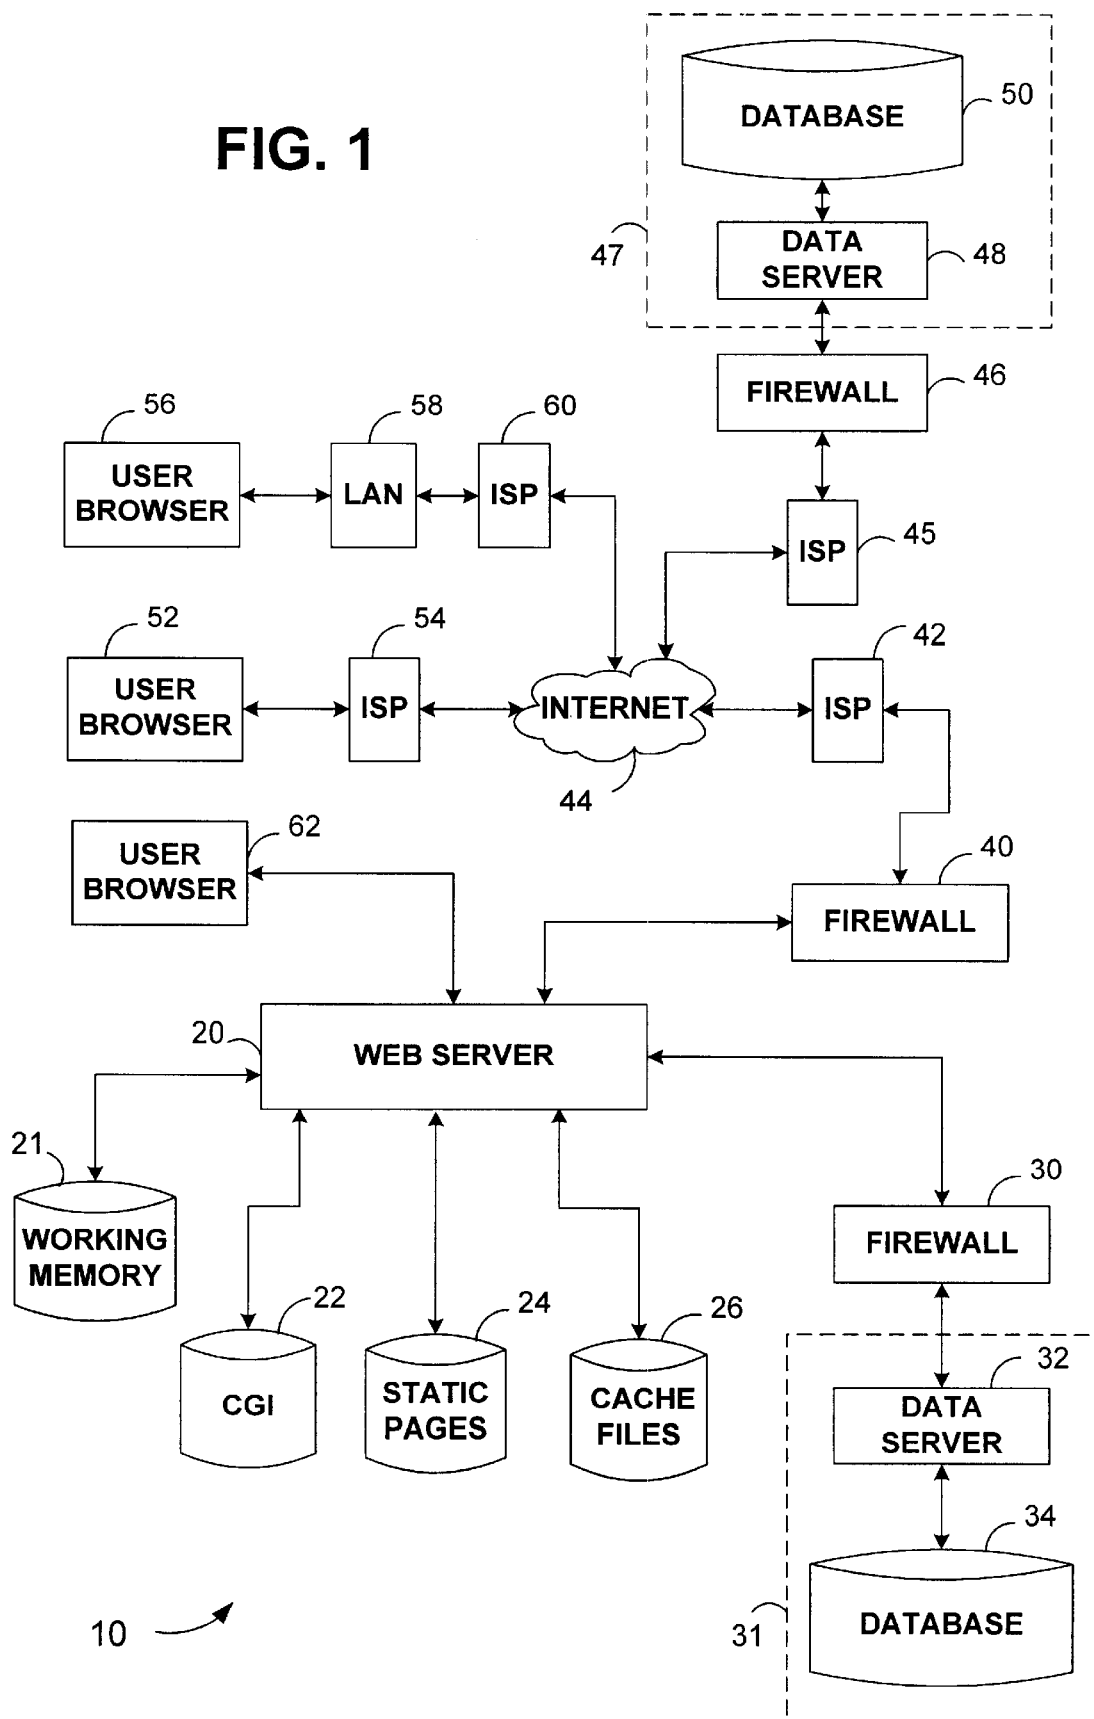 50
DATABASE
FIG. 1
47
DATA
SERVER
48
FIREWALL
46
56
58
60
USER
BROWSER
LAN
ISP
ISP
45
52
54
42
USER
BROWSER
ISP
INTERNET
ISP
44
62
USER
BROWSER
40
FIREWALL
20
WEB SERVER
21
WORKING
MEMORY
30
FIREWALL
22
24
26
CGI
STATIC
PAGES
CACHE
FILES
32
DATA
SERVER
34
DATABASE
31
10